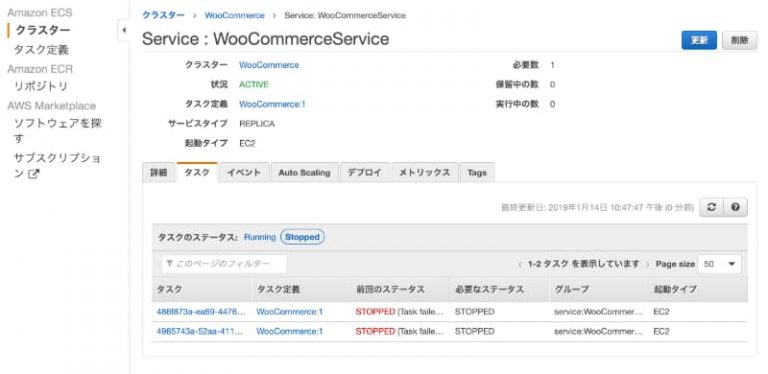 Amazon ECS
クラスター
タスク定義
Amazon ECR
リポジトリ
AWS Marketplace
ソフトウェアを探
す
サブスクリプショ
ン
クラスター > WooCommerce > Service: WooCommerceService
Service : WooCommerceService
更新 削除
クラスター WooCommerce 必要数 1
状況 ACTIVE 保留中の数 0
タスク定義 WooCommerce:1 実行中の数 0
サービスタイプ REPLICA
起動タイプ EC2
詳細 タスク イベント Auto Scaling デプロイ メトリックス Tags
最終更新日: 2019年1月14日 10:47:47 午後 (0 分前)
タスクのステータス: Running Stopped
このページのフィルター < 1-2 タスク を表示しています > Page size 50
タスク タスク定義 前回のステータス 必要なステータス グループ 起動タイプ
486f873a-ea69-4476... WooCommerce:1 STOPPED (Task faile... STOPPED service:WooCommer... EC2
4985743a-52aa-411... WooCommerce:1 STOPPED (Task faile... STOPPED service:WooCommer... EC2